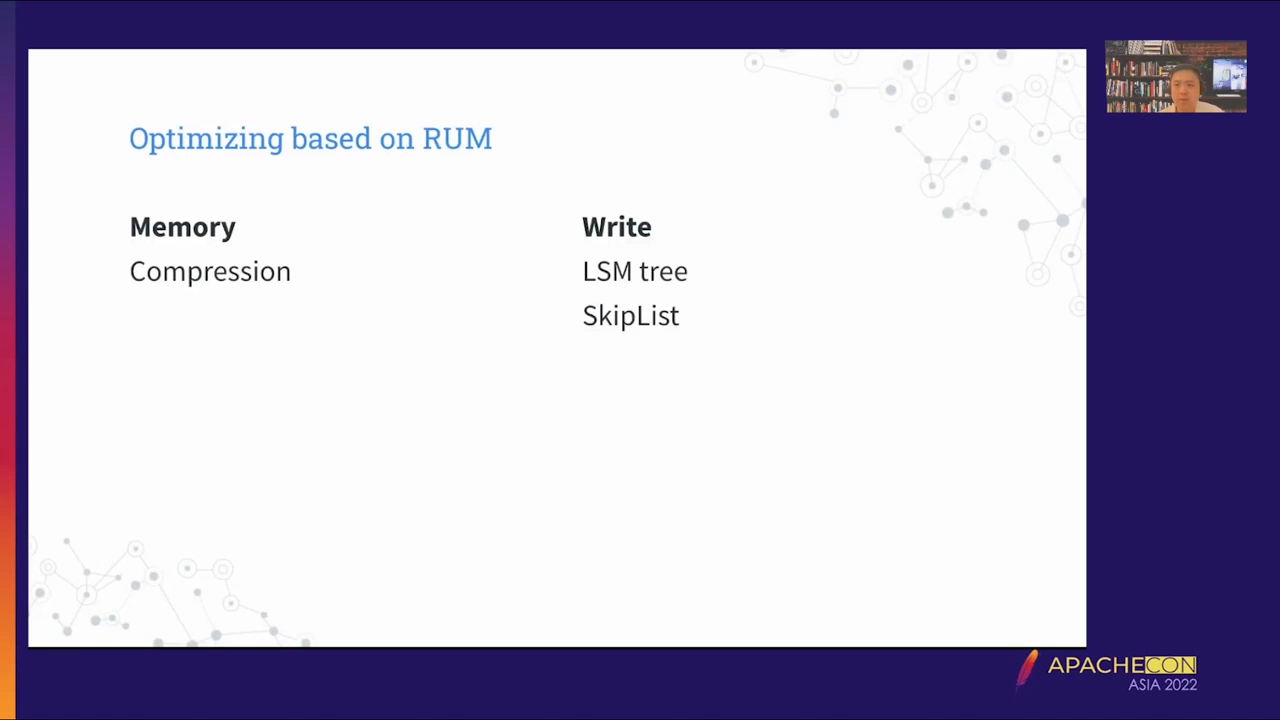 Optimizing based on RUM
Memory
Compression
Write
LSM tree
SkipList
APACHECON
ASIA 2022